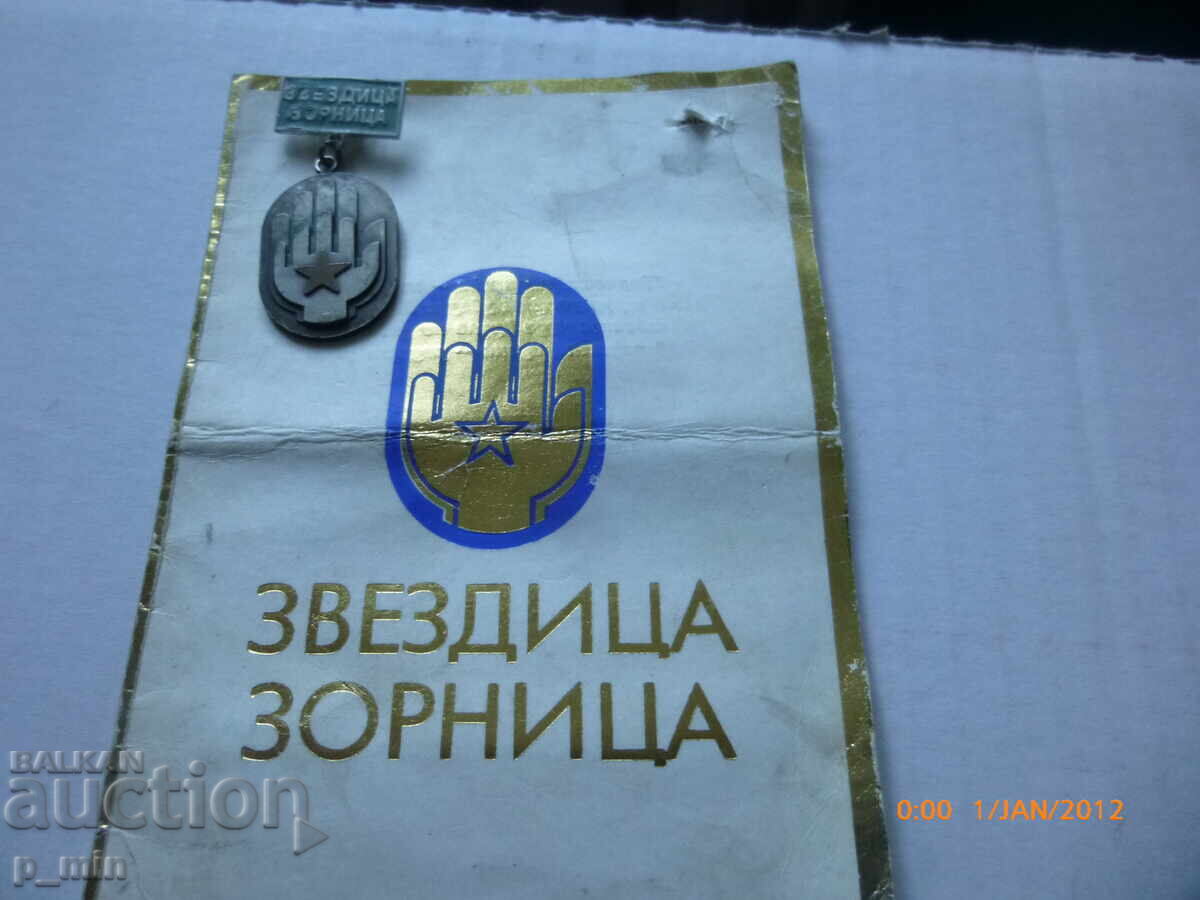 ЗВЕЗДИЦА
ЗОРНИЦА
ЗВЕЗДИЦА
ЗОРНИЦА
BALKAN
auction
p_min
0:00 1/JAN/2012